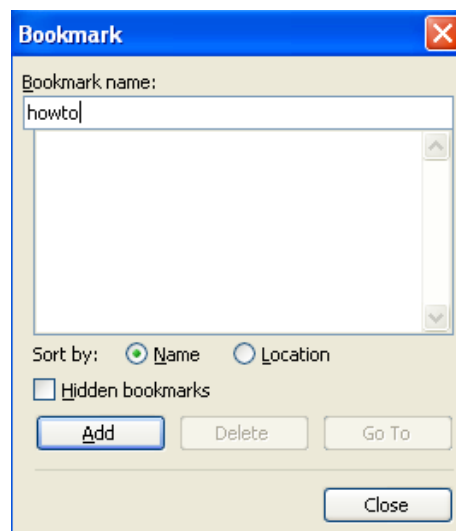 Bookmark
Bookmark name:
howto
Sort by: Name Location
Hidden bookmarks
Add Delete Go To
Close